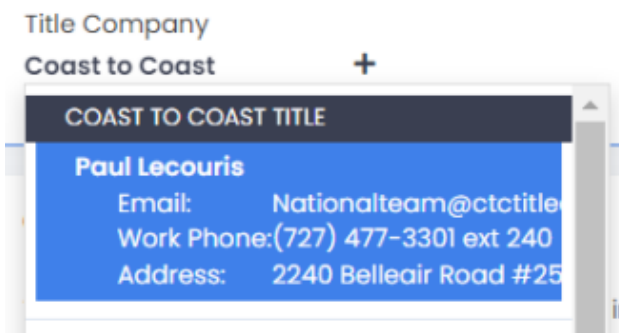 Title Company
Coast to Coast +
COAST TO COAST TITLE
Paul Lecouris
Email: Nationalteam@ctctitle
Work Phone:(727) 477-3301 ext 240
Address: 2240 Belleair Road #25